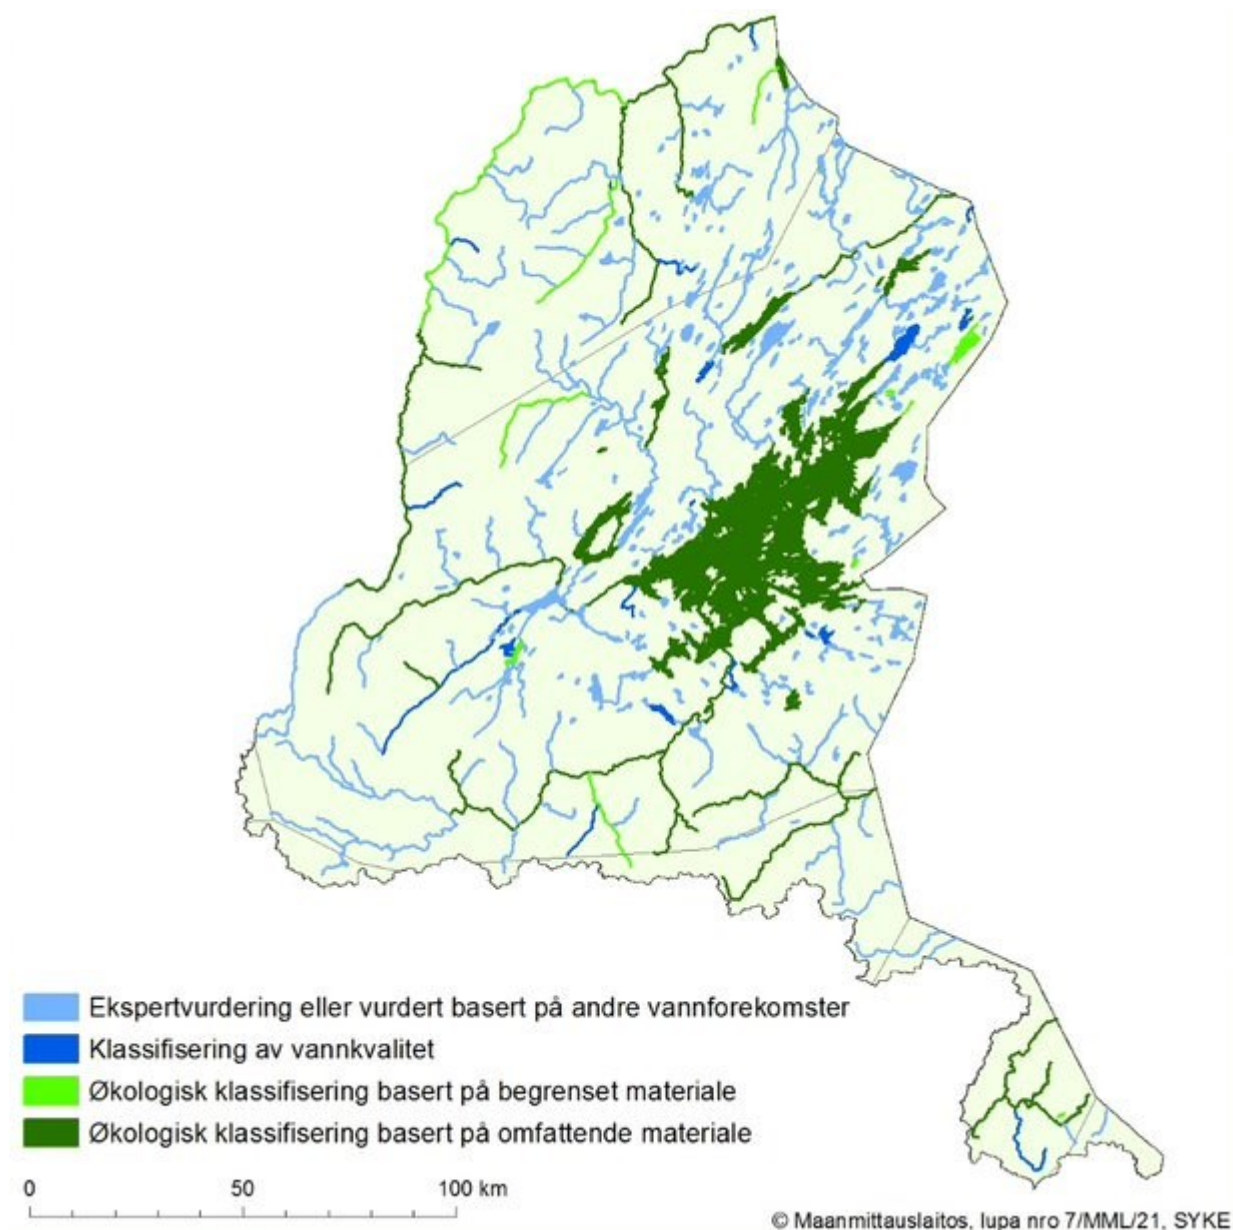 Ekspertvurdering eller vurdert basert på andre vannforekomster
Klassifisering av vannkvalitet
Økologisk klassifisering basert på begrenset materiale
Økologisk klassifisering basert på omfattende materiale
0 50 100 km
© Maanmittauslaitos, lupa nro 7/MML/21, SYKE